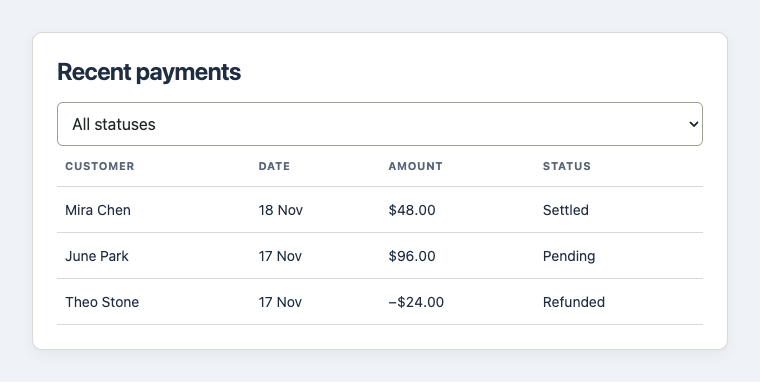 Recent payments
All statuses
CUSTOMER DATE AMOUNT STATUS
Mira Chen 18 Nov $48.00 Settled
June Park 17 Nov $96.00 Pending
Theo Stone 17 Nov −$24.00 Refunded